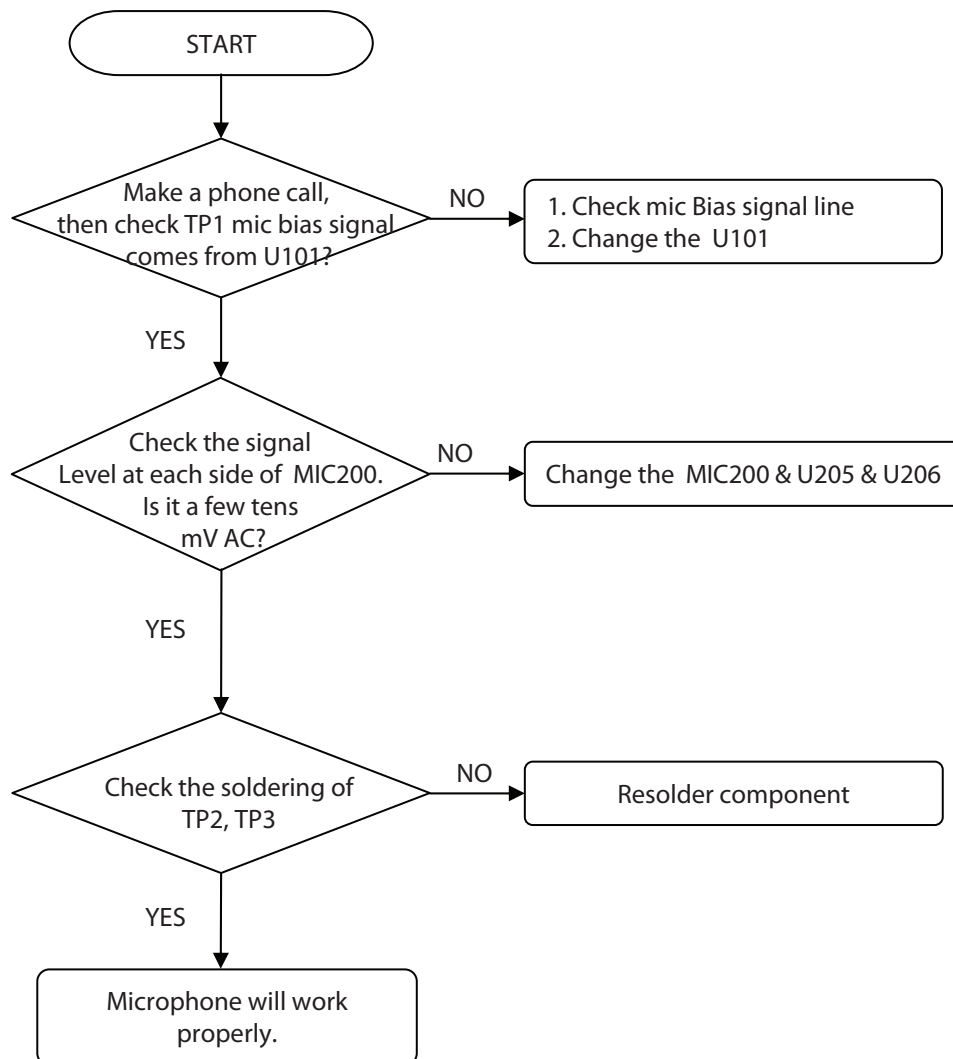 START
Make a phone call,
then check TP1 mic bias signal
comes from U101?
NO
1. Check mic Bias signal line
2. Change the U101
YES
Check the signal
Level at each side of MIC200.
Is it a few tens
mV AC?
NO
Change the MIC200 & U205 & U206
YES
Check the soldering of
TP2, TP3
NO
Resolder component
YES
Microphone will work
properly.